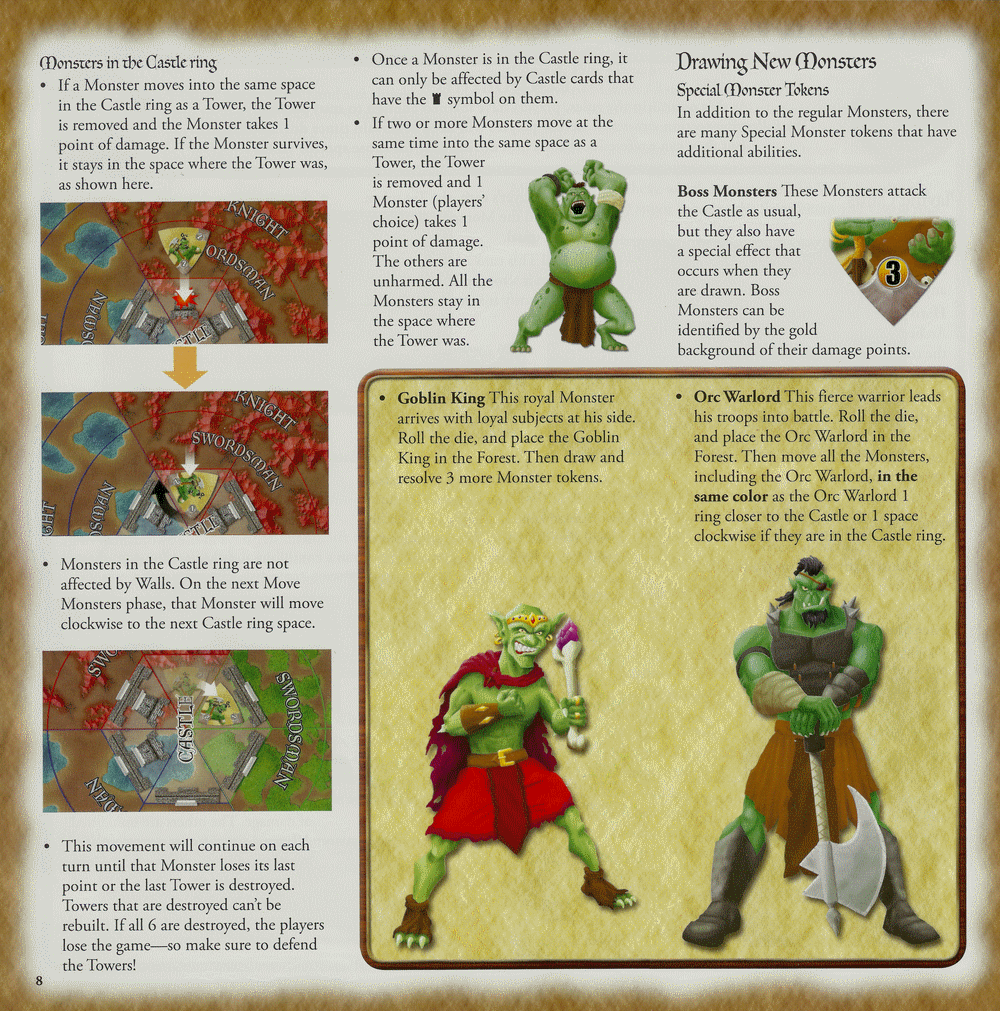 Monsters in the Castle ring
• If a Monster moves into the same space
in the Castle ring as a Tower, the Tower
is removed and the Monster takes 1
point of damage. If the Monster survives,
it stays in the space where the Tower was,
as shown here.
KNIGHT
ORDSMAN
DSMAN
CASTLE
KNIGHT
SWORDSMAN
DSMAN
HT
CASTLE
• Monsters in the Castle ring are not
affected by Walls. On the next Move
Monsters phase, that Monster will move
clockwise to the next Castle ring space.
SWO
CASTLE
SWORDSMAN
MAN
• This movement will continue on each
turn until that Monster loses its last
point or the last Tower is destroyed.
Towers that are destroyed can't be
rebuilt. If all 6 are destroyed, the players
lose the game—so make sure to defend
the Towers!
8
• Once a Monster is in the Castle ring, it
can only be affected by Castle cards that
have the symbol on them.
• If two or more Monsters move at the
same time into the same space as a
Tower, the Tower
is removed and 1
Monster (players'
choice) takes 1
point of damage.
The others are
unharmed. All the
Monsters stay in
the space where
the Tower was.
Drawing New Monsters
Special Monster Tokens
In addition to the regular Monsters, there
are many Special Monster tokens that have
additional abilities.
Boss Monsters These Monsters attack
the Castle as usual,
but they also have
a special effect that
occurs when they
are drawn. Boss
Monsters can be
identified by the gold
background of their damage points.
3
• Goblin King This royal Monster
arrives with loyal subjects at his side.
Roll the die, and place the Goblin
King in the Forest. Then draw and
resolve 3 more Monster tokens.
• Orc Warlord This fierce warrior leads
his troops into battle. Roll the die,
and place the Orc Warlord in the
Forest. Then move all the Monsters,
including the Orc Warlord, in the
same color as the Orc Warlord 1
ring closer to the Castle or 1 space
clockwise if they are in the Castle ring.